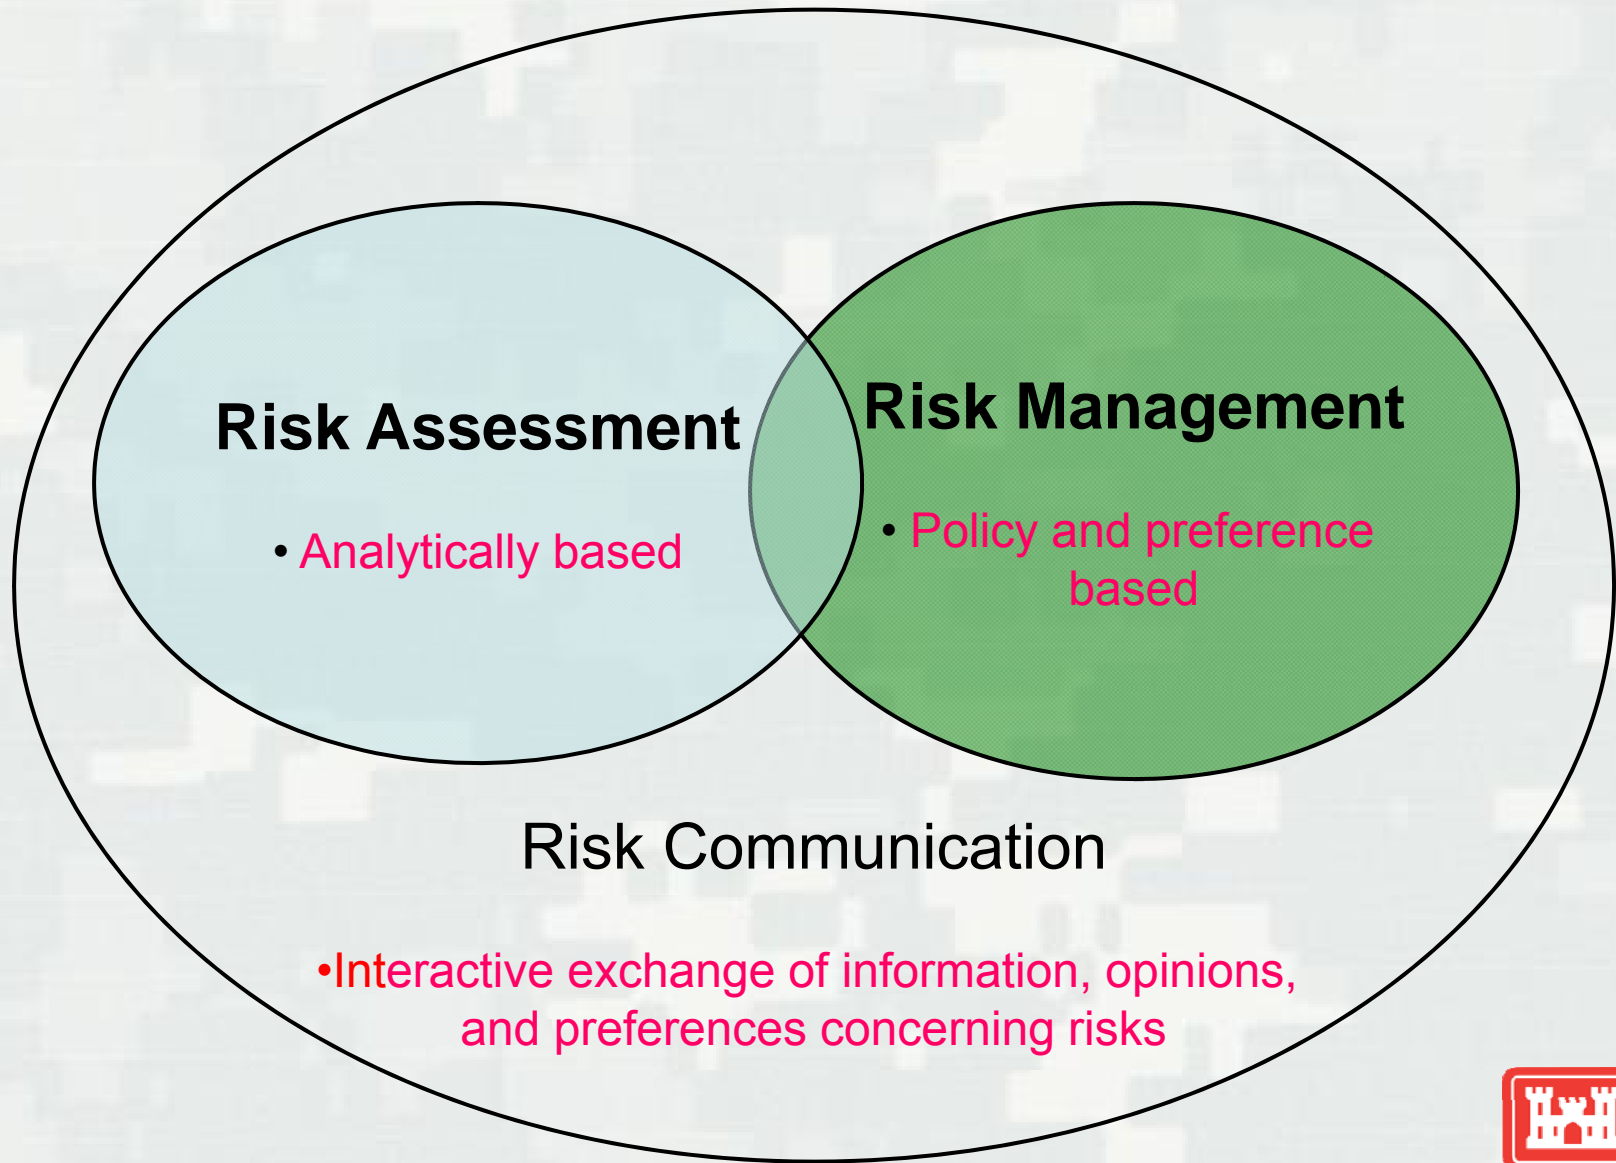 Risk Assessment
• Analytically based
Risk Management
• Policy and preference
based
Risk Communication
•Interactive exchange of information, opinions,
and preferences concerning risks